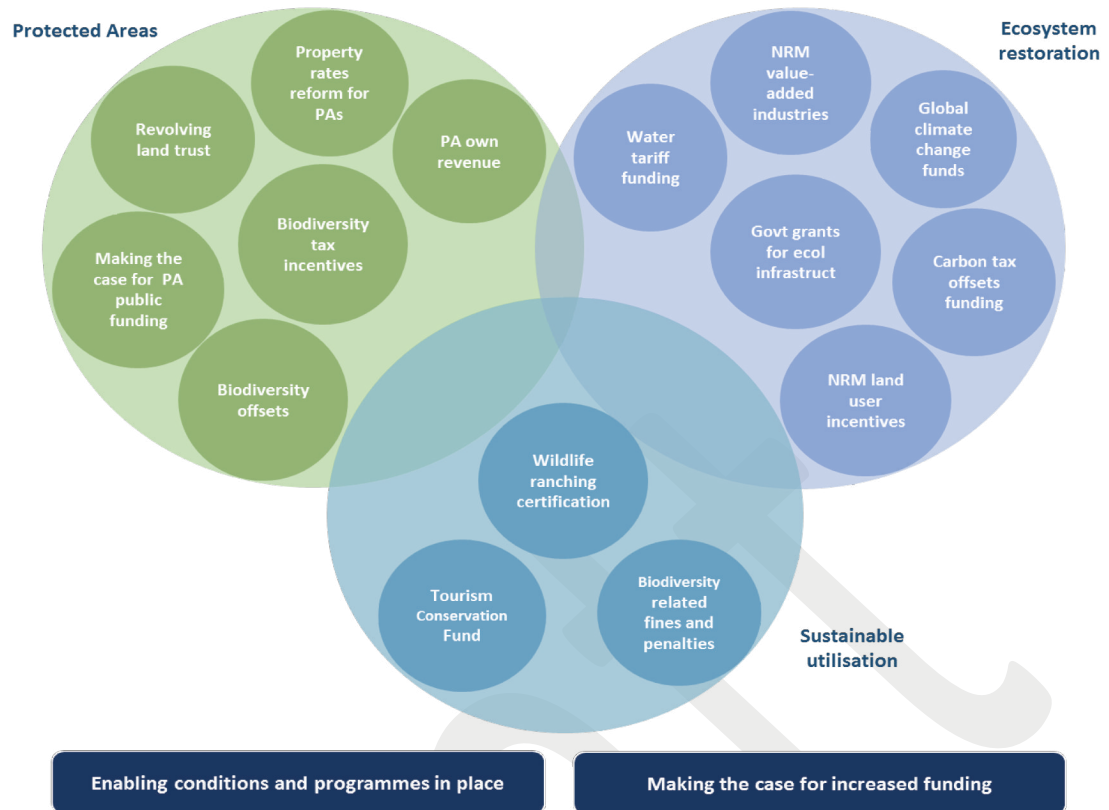 Protected Areas
Ecosystem
restoration
Property
rates
reform for
PAs
Revolving
land trust
PA own
revenue
Biodiversity
tax
incentives
Making the
case for PA
public
funding
Biodiversity
offsets
NRM
value-
added
industries
Water
tariff
funding
Global
climate
change
funds
Govt grants
for ecol
infrastruct
Carbon tax
offsets
funding
NRM land
user
incentives
Wildlife
ranching
certification
Tourism
Conservation
Fund
Biodiversity
related
fines and
penalties
Sustainable
utilisation
Enabling conditions and programmes in place
Making the case for increased funding